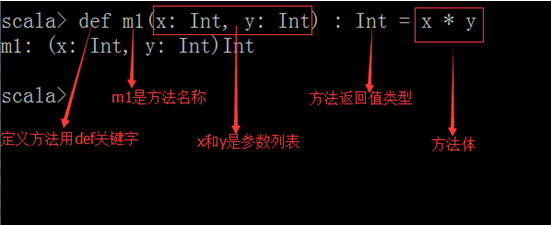 scala> def m1(x: Int, y: Int) : Int = x * y
m1: (x: Int, y: Int)Int
scala>
m1是方法名称
方法返回值类型
定义方法用def关键字
x和y是参数列表
方法体